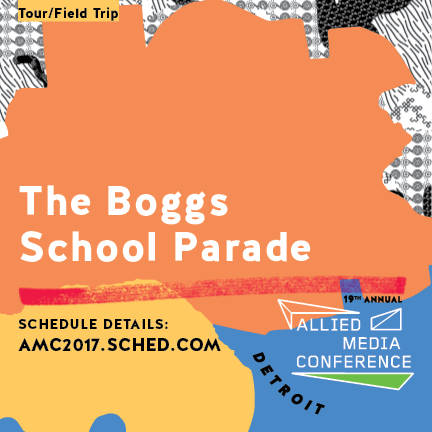 Tour/Field Trip
The Boggs
School Parade
19TH ANNUAL
SCHEDULE DETAILS:
AMC2017.SCHED.COM
ALLIED
MEDIA
CONFERENCE
DETROIT